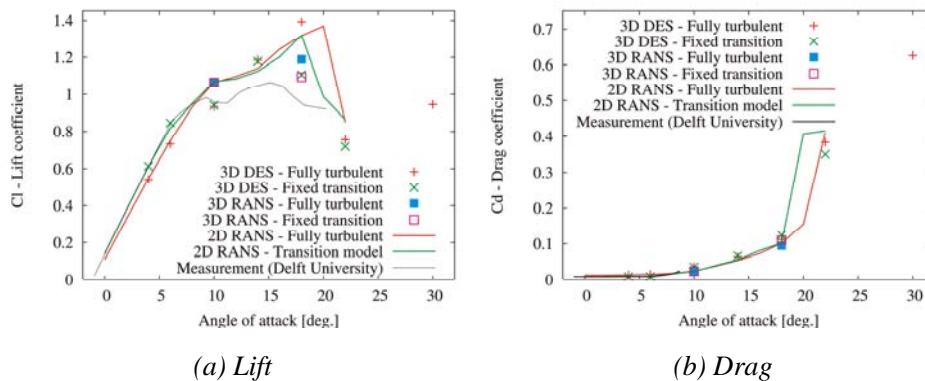 1.4
1.2
1
0.8
0.6
0.4
0.2
0
0 5 10 15 20 25 30
Cl - Lift coefficient
Angle of attack [deg.]
3D DES - Fully turbulent
3D DES - Fixed transition
3D RANS - Fully turbulent
3D RANS - Fixed transition
2D RANS - Fully turbulent
2D RANS - Transition model
Measurement (Delft University)
(a) Lift
0.7
0.6
0.5
0.4
0.3
0.2
0.1
0
0 5 10 15 20 25 30
Cd - Drag coefficient
Angle of attack [deg.]
3D DES - Fully turbulent
3D DES - Fixed transition
3D RANS - Fully turbulent
3D RANS - Fixed transition
2D RANS - Fully turbulent
2D RANS - Transition model
Measurement (Delft University)
(b) Drag